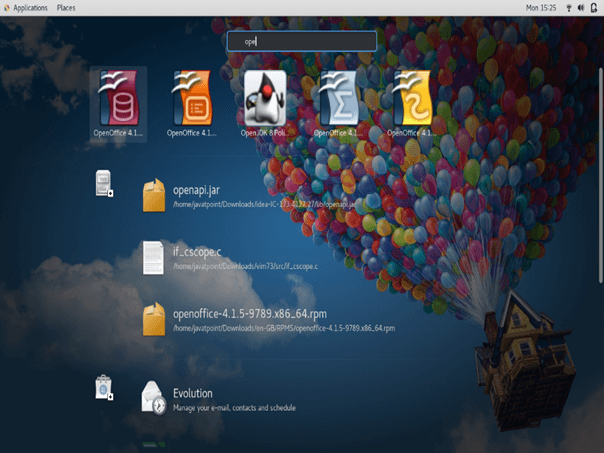 Applications Places Mon 15:25
ope
OpenOffice 4.1... OpenOffice 4.1... OpenJDK 8 Poli... OpenOffice 4.1... OpenOffice 4.1...
openapi.jar
/home/javatpoint/Downloads/idea-IC-173.4127.27/lib/openapi.jar
if_cscope.c
/home/javatpoint/Downloads/vim73/src/if_cscope.c
openoffice-4.1.5-9789.x86_64.rpm
/home/javatpoint/Downloads/en-GB/RPMS/openoffice-4.1.5-9789.x86_64.rpm
Evolution
Manage your e-mail, contacts and schedule